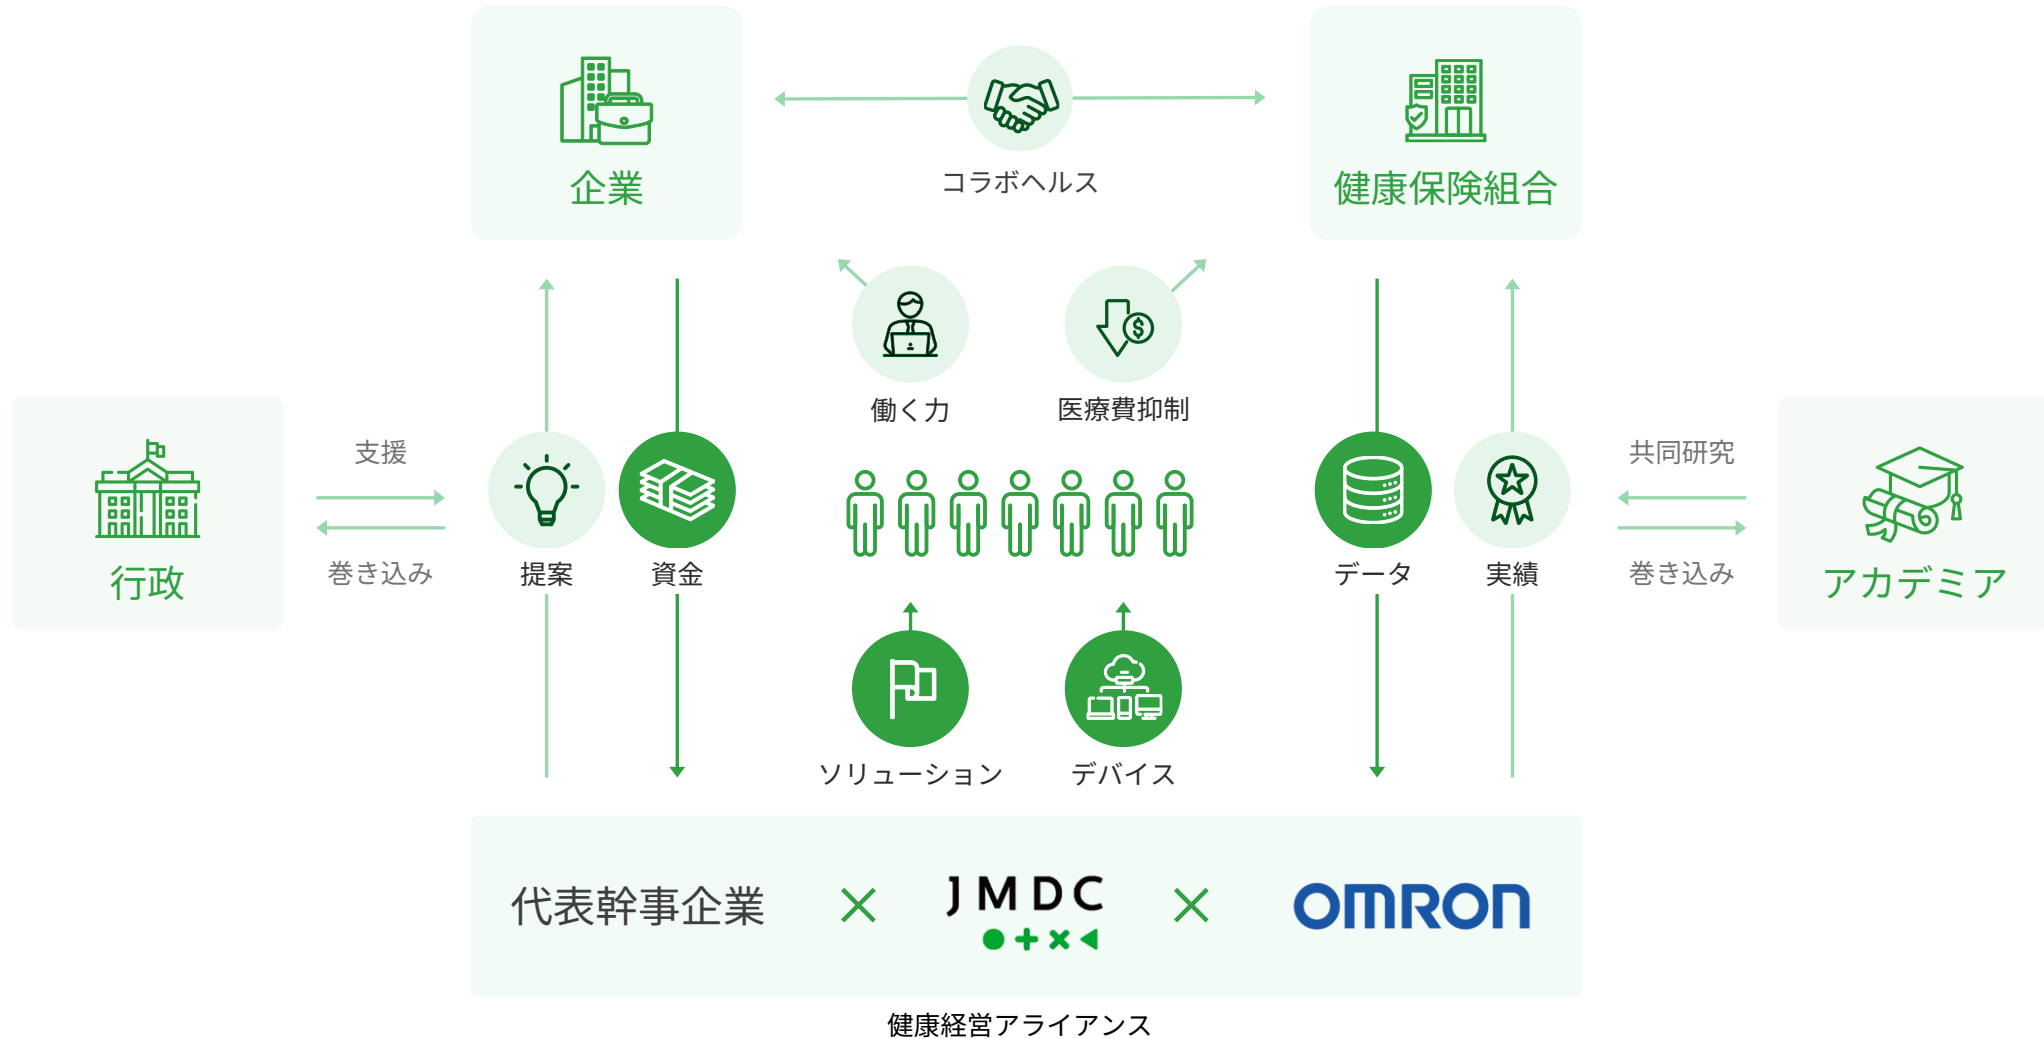 企業
コラボヘルス
健康保険組合
働く力
医療費抑制
行政
支援
巻き込み
提案
資金
データ
実績
共同研究
巻き込み
アカデミア
ソリューション
デバイス
代表幹事企業
JMDC
OMRON
健康経営アライアンス